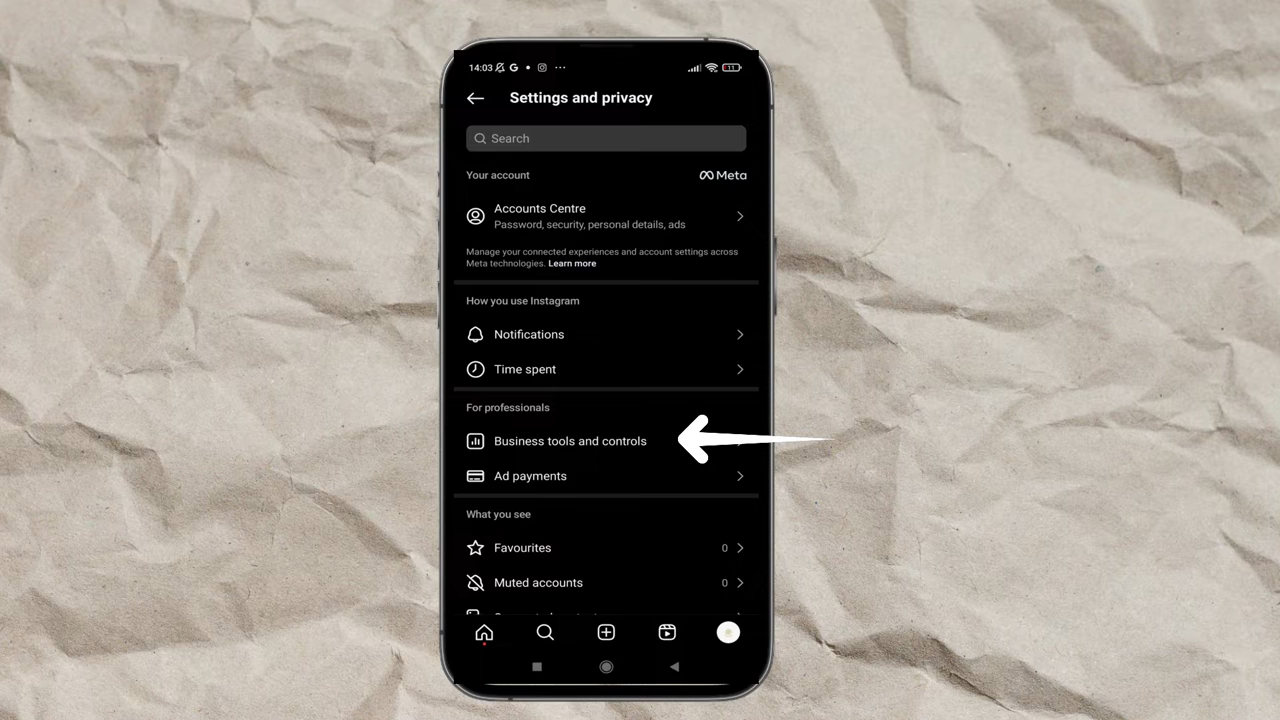 14:03
11
Settings and privacy
Search
Your account
Meta
Accounts Centre
Password, security, personal details, ads
Manage your connected experiences and account settings across
Meta technologies. Learn more
How you use Instagram
Notifications
Time spent
For professionals
Business tools and controls
Ad payments
What you see
Favourites 0
Muted accounts 0